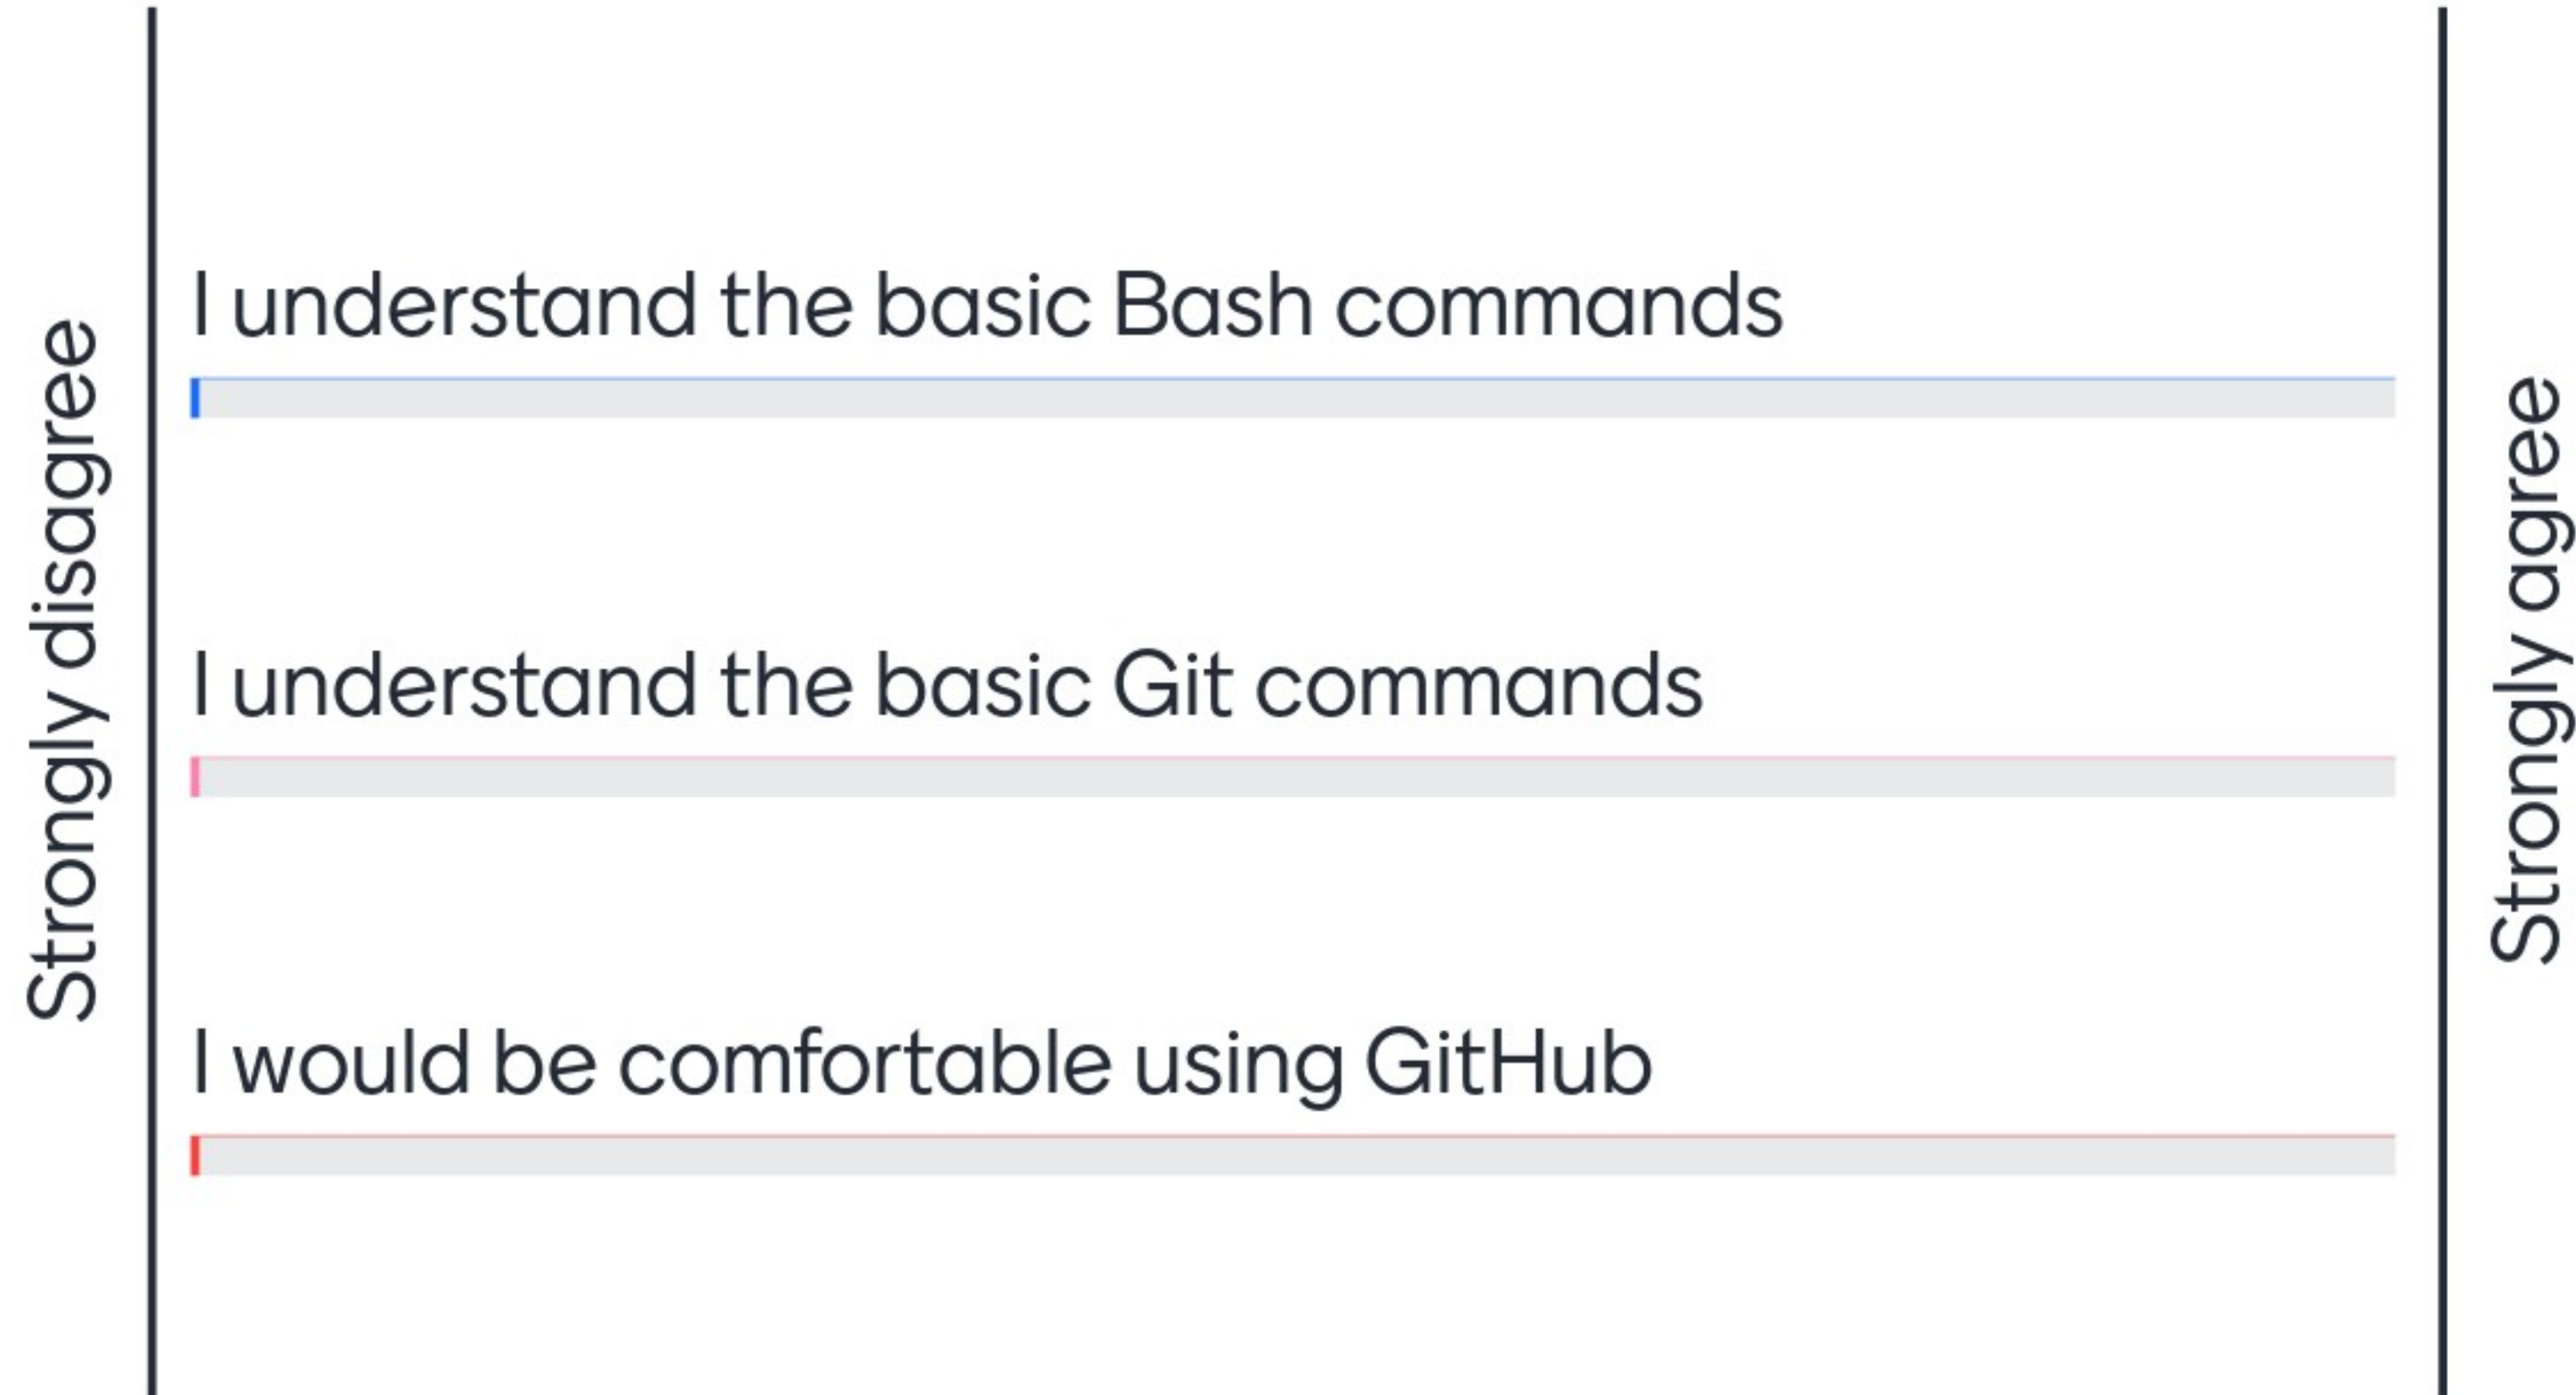 Strongly disagree
I understand the basic Bash commands
I understand the basic Git commands
I would be comfortable using GitHub
Strongly agree